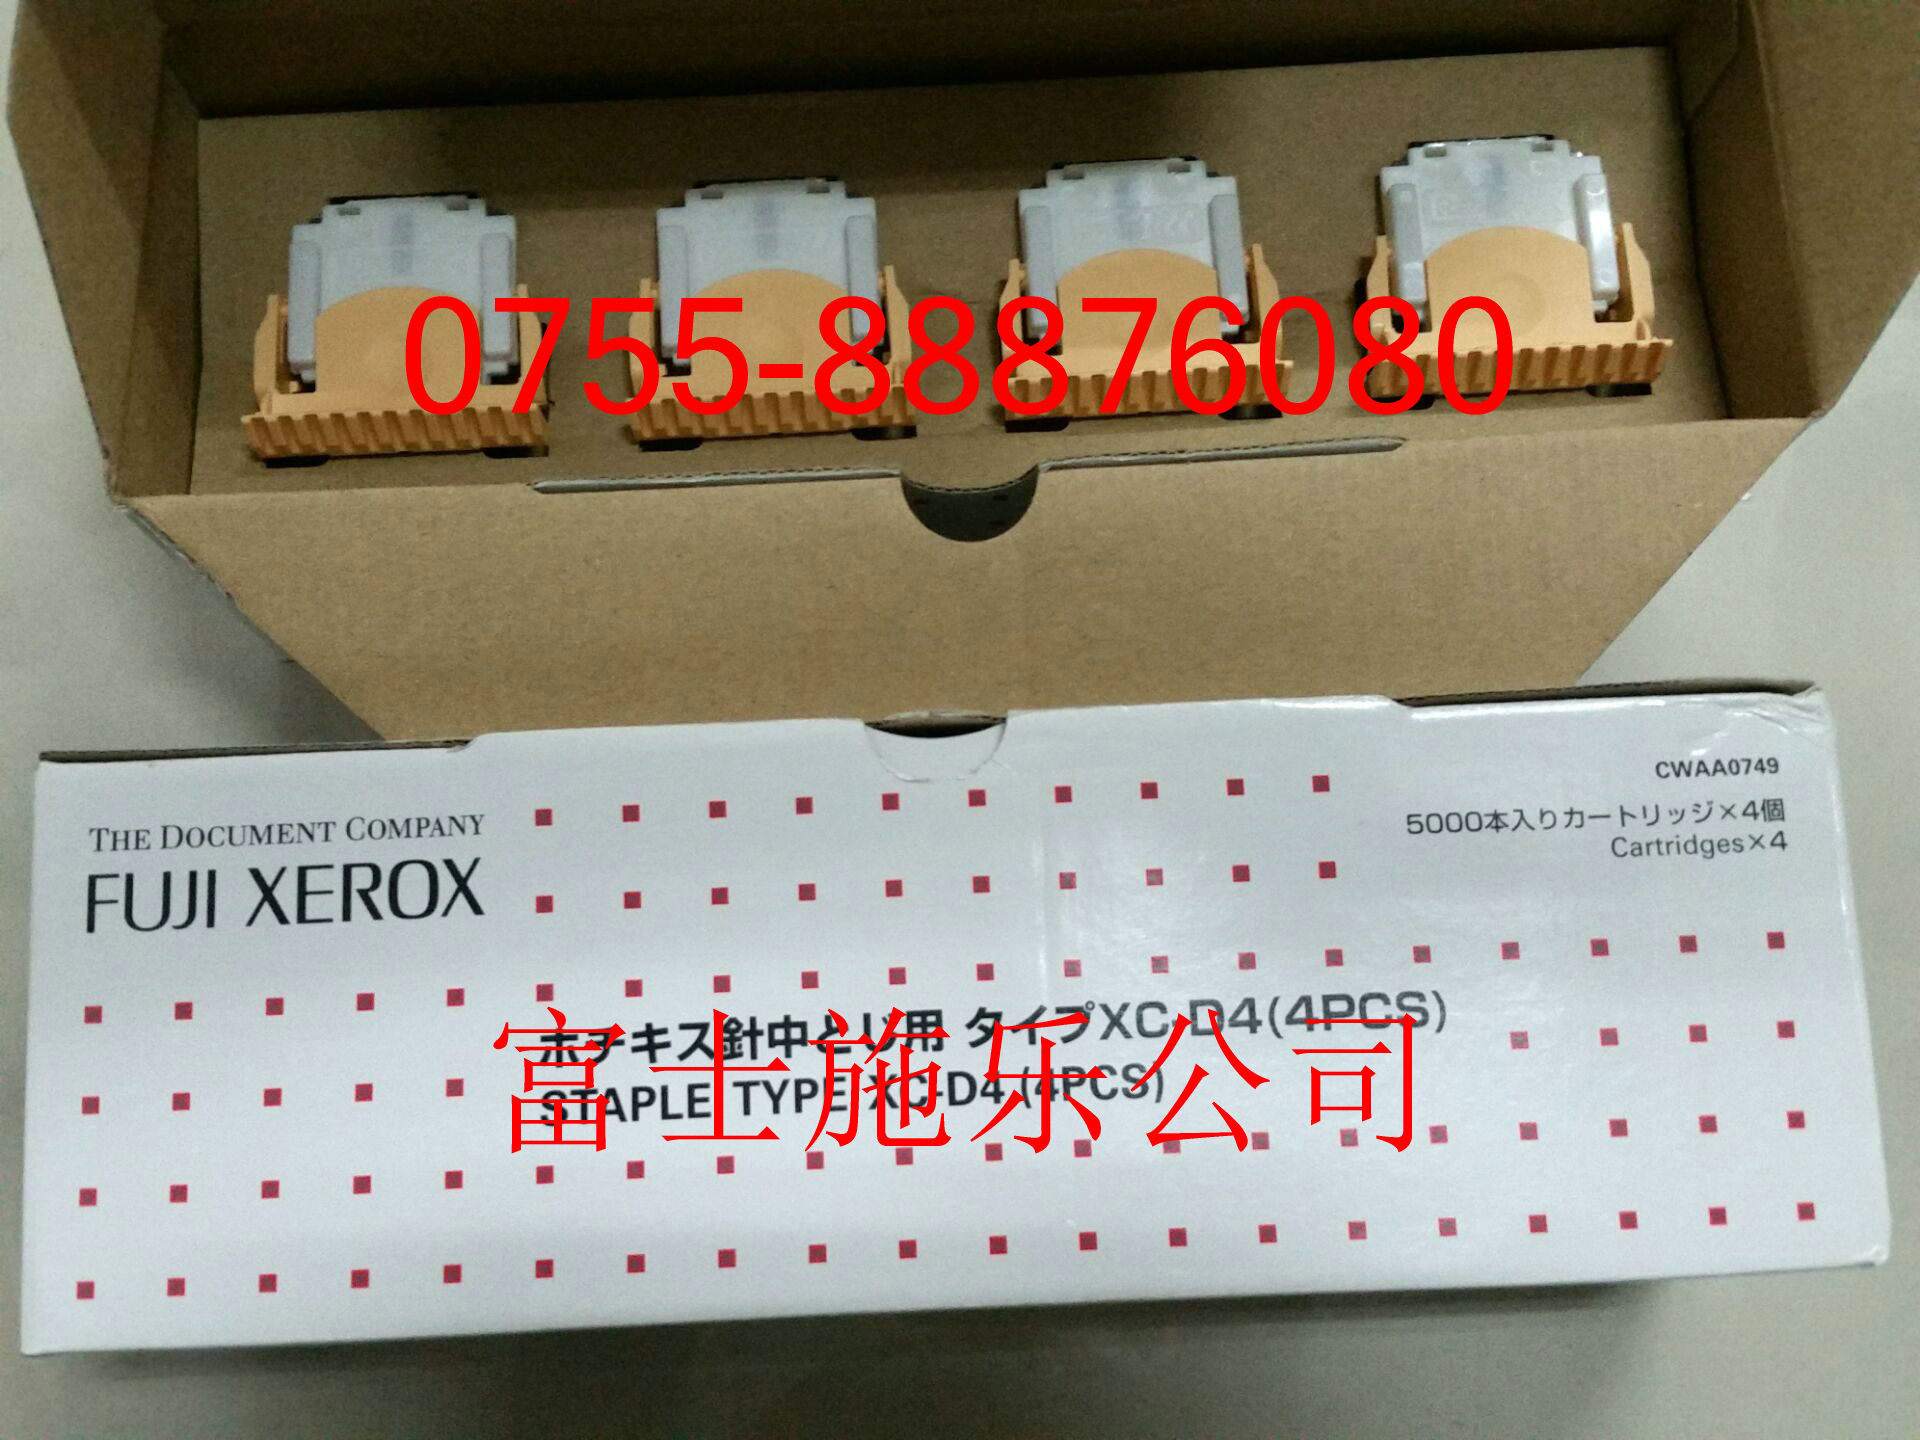 0755-88876080
CWAA0749
5000本入りカートリッジ×4個
Cartridges×4
THE DOCUMENT COMPANY
FUJI XEROX
ホチキス針中とじ用 タイプXC-D4(4PCS)
STAPLE TYPE XC-D4 (4PCS)
富士施乐公司